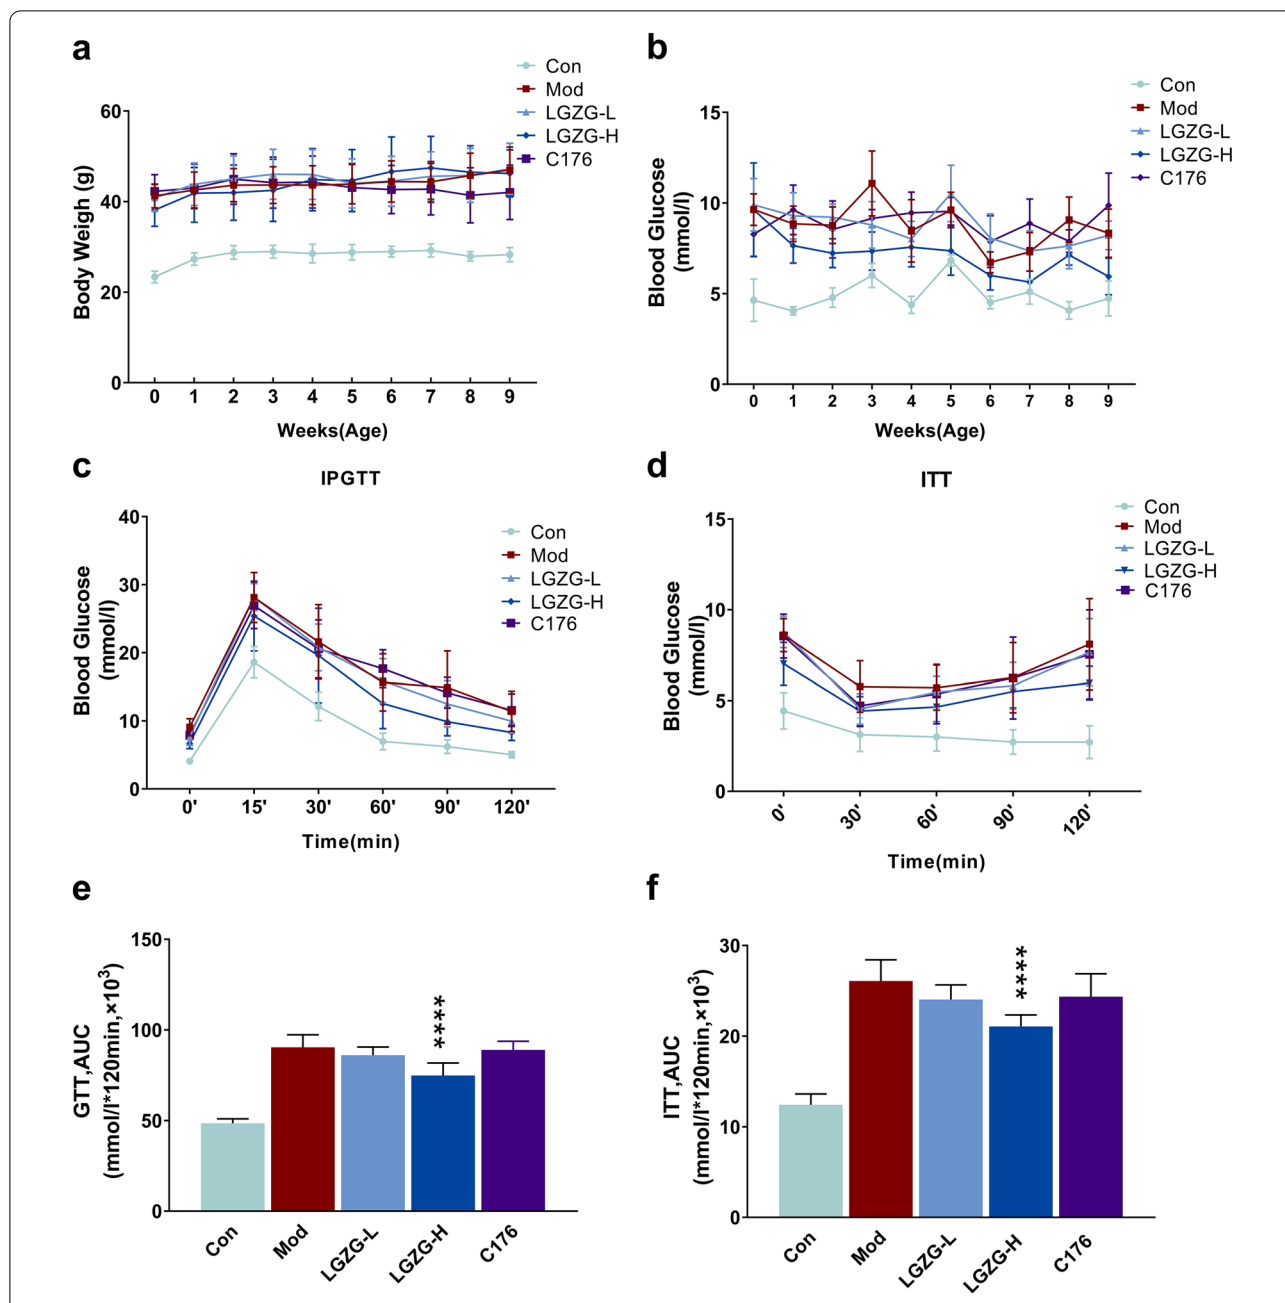 a
Con
Mod
LGZG-L
LGZG-H
C176
60
40
20
0
Body Weigh (g)
0 1 2 3 4 5 6 7 8 9
Weeks(Age)
b
Con
Mod
LGZG-L
LGZG-H
C176
15
10
5
0
Blood Glucose
(mmol/l)
0 1 2 3 4 5 6 7 8 9
Weeks(Age)
c
IPGTT
Con
Mod
LGZG-L
LGZG-H
C176
40
30
20
10
0
Blood Glucose
(mmol/l)
0' 15' 30' 60' 90' 120'
Time(min)
d
ITT
Con
Mod
LGZG-L
LGZG-H
C176
15
10
5
0
Blood Glucose
(mmol/l)
0' 30' 60' 90' 120'
Time(min)
e
150
100
50
0
GTT,AUC
(mmol/l*120min,×10³)
****
Con Mod LGZG-L LGZG-H C176
f
30
20
10
0
ITT,AUC
(mmol/l*120min,×10³)
****
Con Mod LGZG-L LGZG-H C176